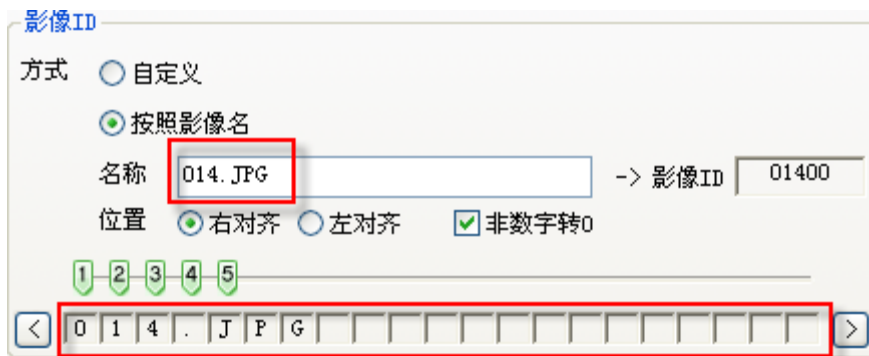 影像ID
方式 自定义
按照影像名
名称 014.JPG -> 影像ID 01400
位置 右对齐 左对齐 非数字转0
1 2 3 4 5
< 0 1 4 . J P G >